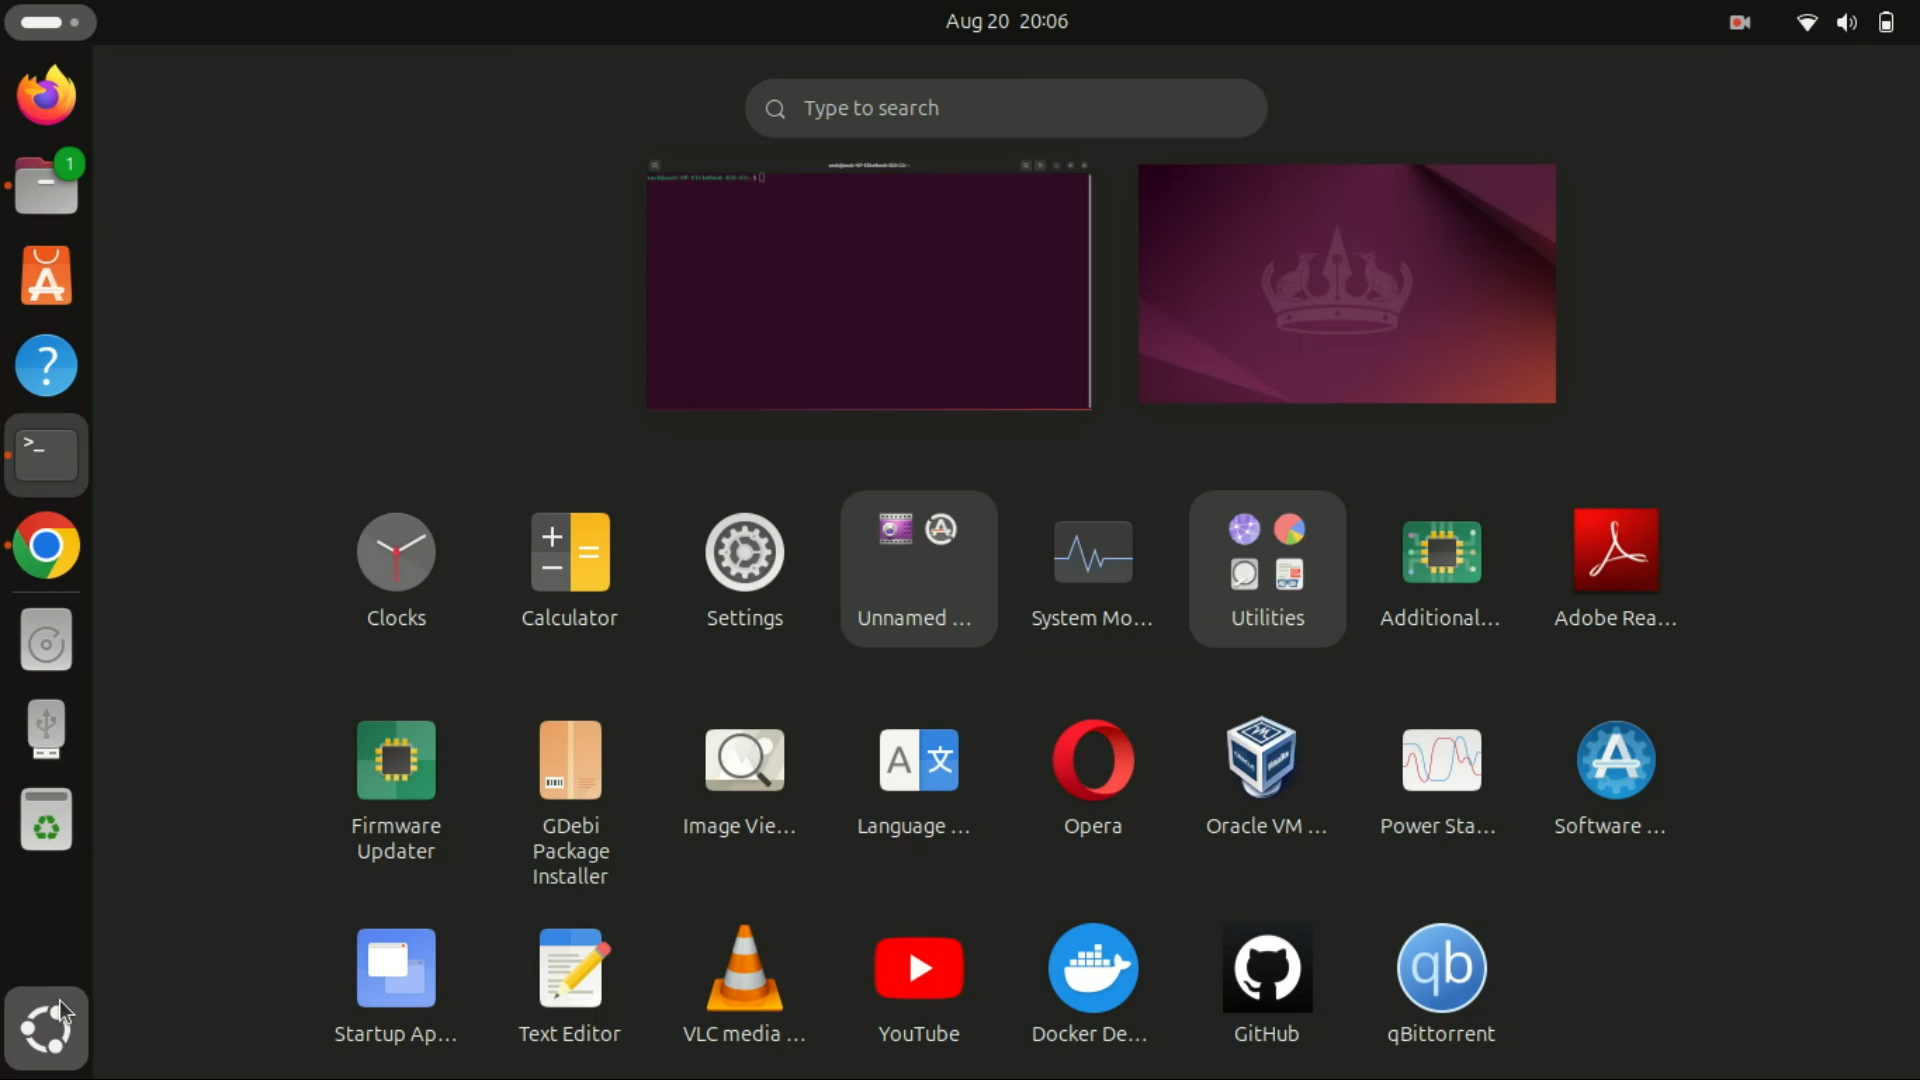 Aug 20 20:06
1
Type to search
Clocks
Calculator
Settings
Unnamed ...
System Mo...
Utilities
Additional...
Adobe Rea...
Firmware
Updater
GDebi
Package
Installer
Image Vie...
Language ...
Opera
Oracle VM ...
Power Sta...
Software ...
Startup Ap...
Text Editor
VLC media ...
YouTube
Docker De...
GitHub
qb
qBittorrent